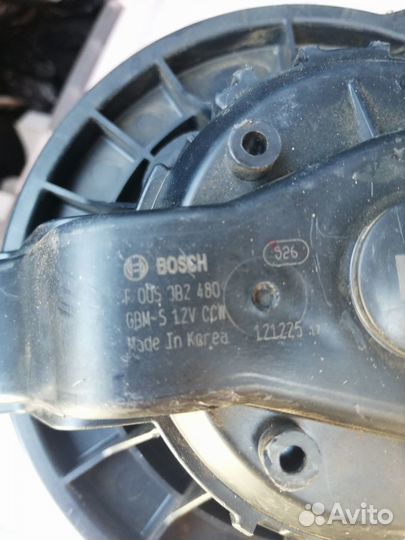 BOSCH
526
F 005 3B2 480
GBM-S 12V CCW
Made In Korea
121225
Avito